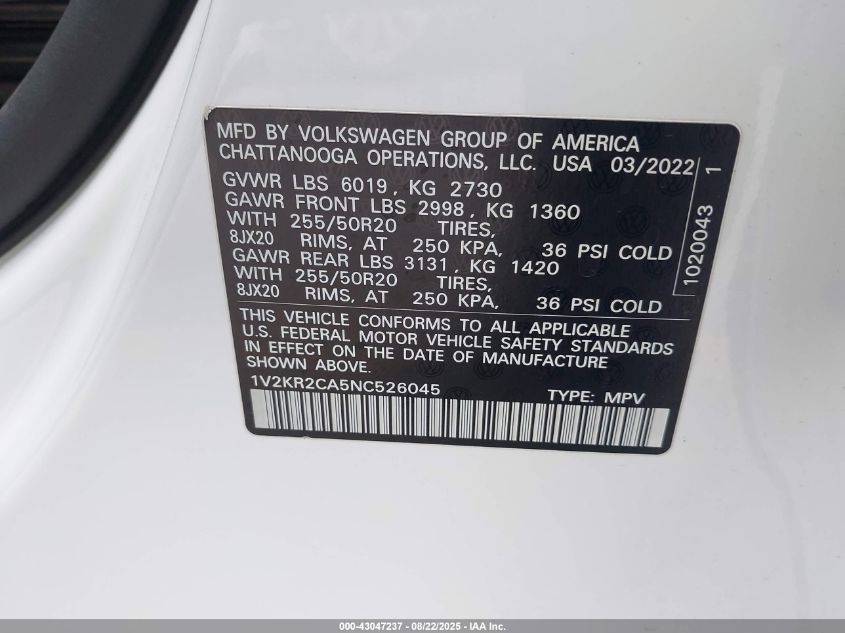 MFD BY VOLKSWAGEN GROUP OF AMERICA
CHATTANOOGA OPERATIONS, LLC. USA 03/2022
GVWR LBS 6019, KG 2730
GAWR FRONT LBS 2998, KG 1360
WITH 255/50R20 TIRES,
8JX20 RIMS, AT 250 KPA, 36 PSI COLD
GAWR REAR LBS 3131, KG 1420
WITH 255/50R20 TIRES,
8JX20 RIMS, AT 250 KPA, 36 PSI COLD
1020043 1
THIS VEHICLE CONFORMS TO ALL APPLICABLE
U.S. FEDERAL MOTOR VEHICLE SAFETY STANDARDS
IN EFFECT ON THE DATE OF MANUFACTURE
SHOWN ABOVE.
1V2KR2CA5NC526045 TYPE: MPV
000-43047237 - 08/22/2025 - IAA Inc.